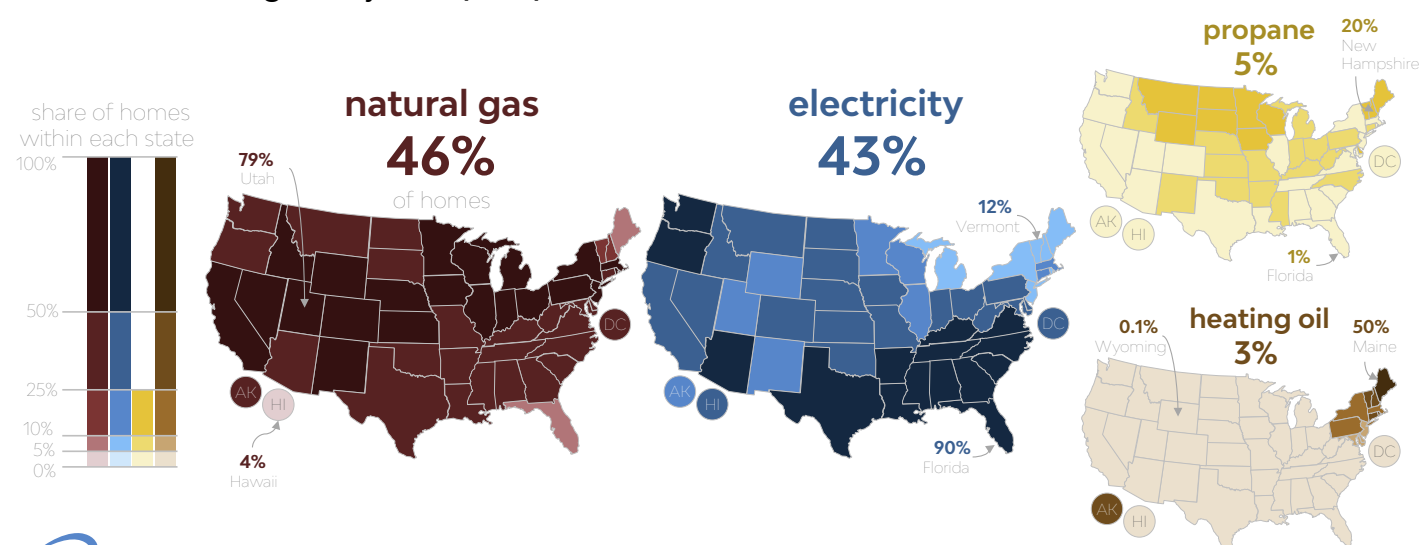 share of homes
within each state
100%
50%
25%
10%
5%
0%
natural gas
46%
of homes
79%
Utah
AK
HI
DC
4%
Hawaii
electricity
43%
12%
Vermont
AK
HI
DC
90%
Florida
propane
5%
20%
New
Hampshire
DC
AK
HI
1%
Florida
heating oil
3%
0.1%
Wyoming
50%
Maine
DC
AK
HI